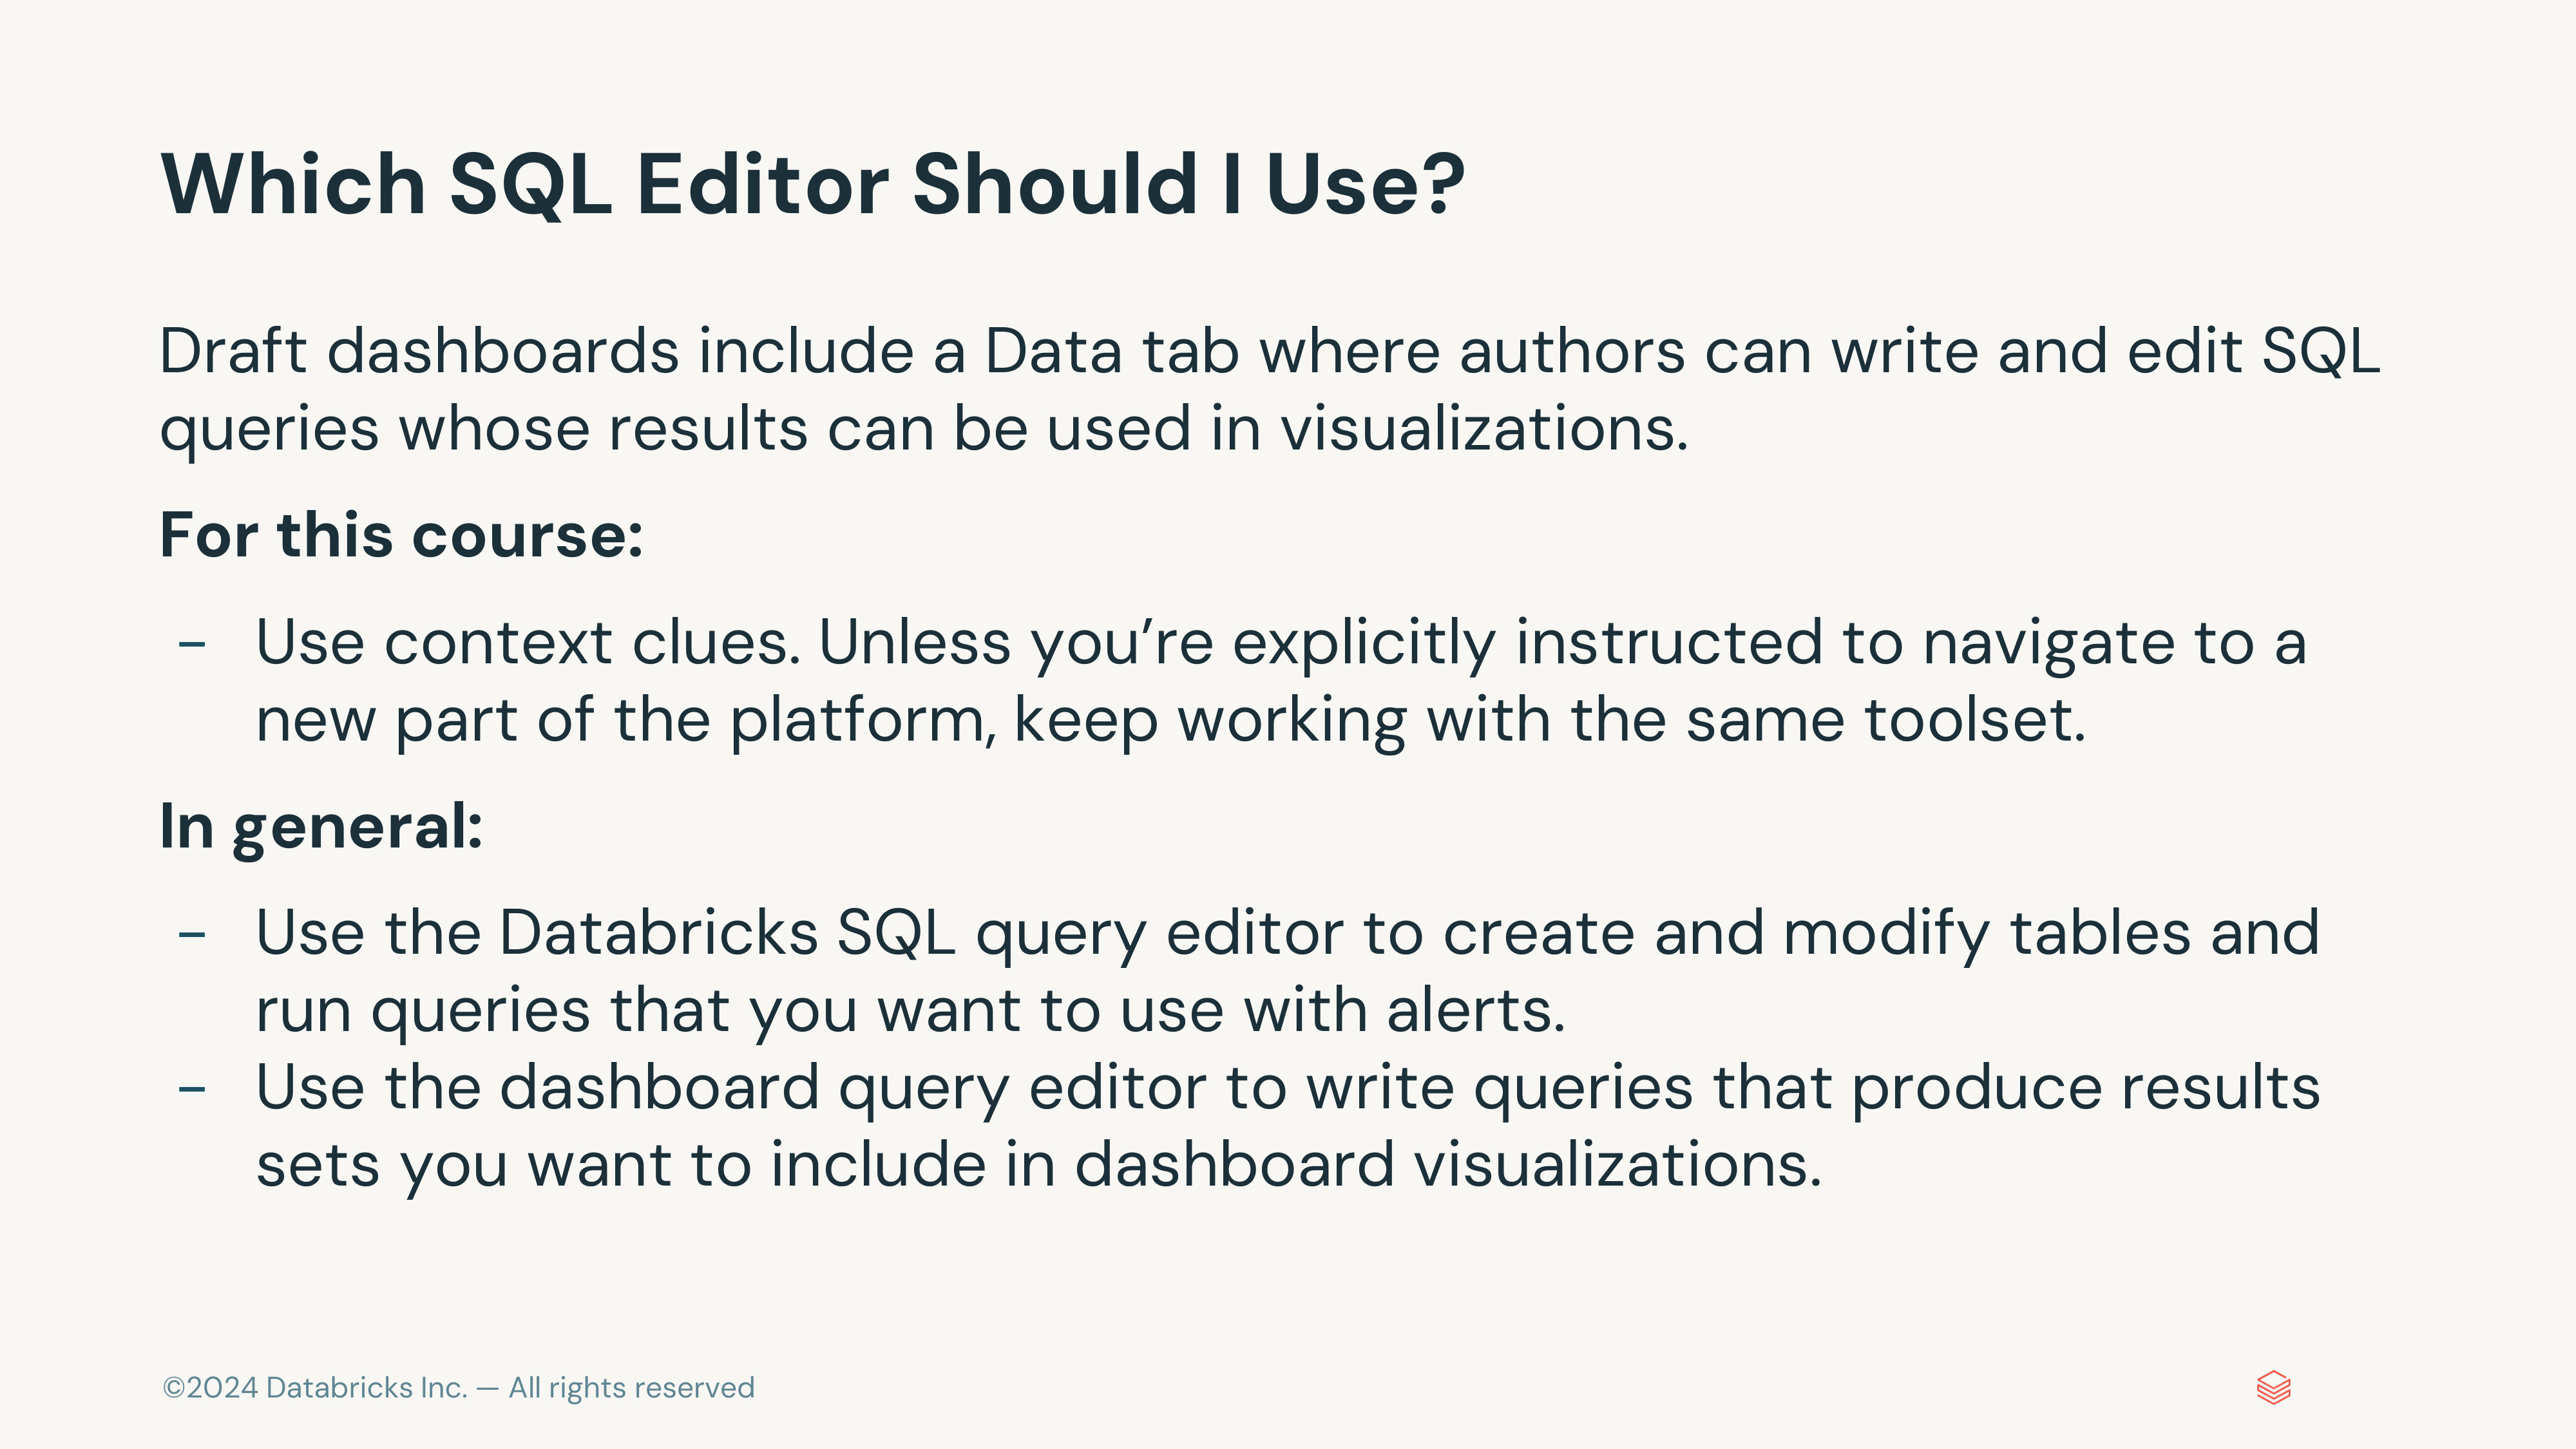 Which SQL Editor Should I Use?
Draft dashboards include a Data tab where authors can write and edit SQL
queries whose results can be used in visualizations.
For this course:
- Use context clues. Unless you’re explicitly instructed to navigate to a
new part of the platform, keep working with the same toolset.
In general:
- Use the Databricks SQL query editor to create and modify tables and
run queries that you want to use with alerts.
- Use the dashboard query editor to write queries that produce results
sets you want to include in dashboard visualizations.
©2024 Databricks Inc. — All rights reserved